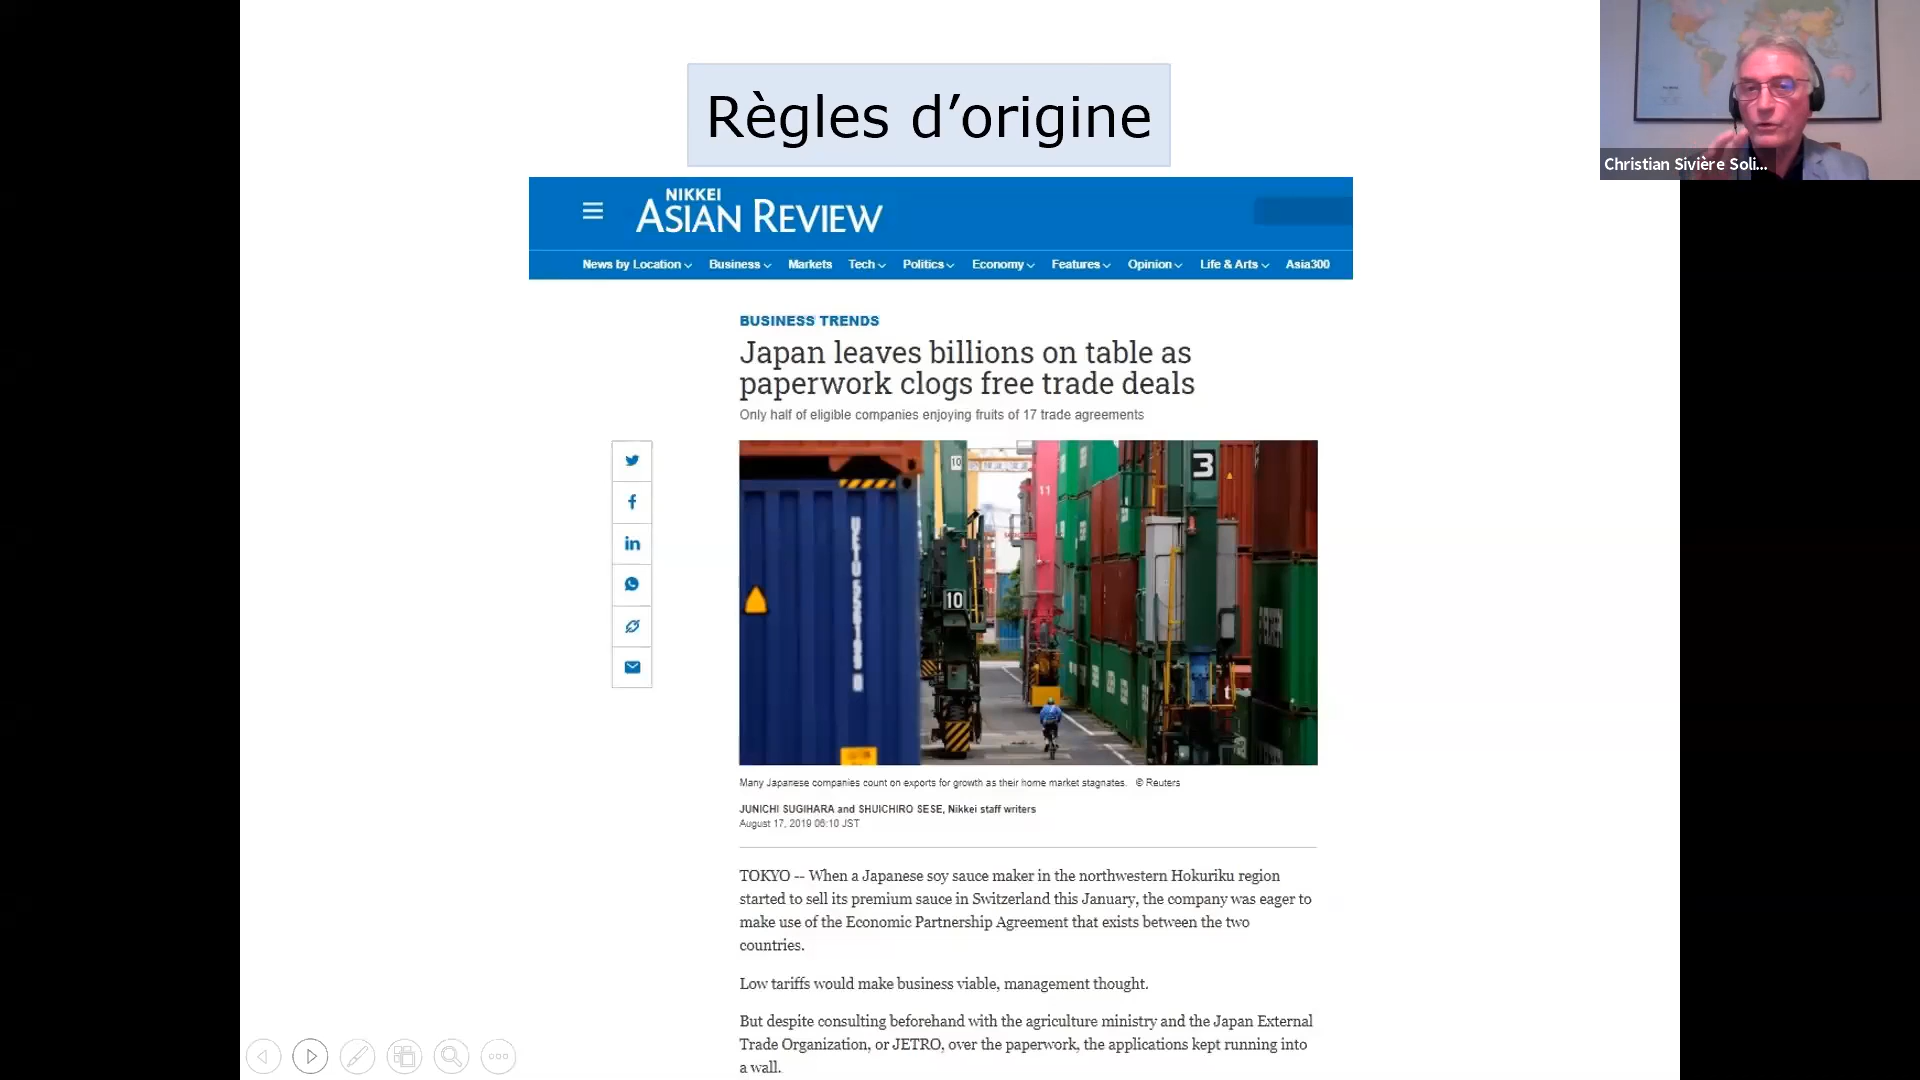 Règles d’origine
Christian Sivière Soli...
NIKKEI
ASIAN REVIEW
News by Location Business Markets Tech Politics Economy Features Opinion Life & Arts Asia300
BUSINESS TRENDS
Japan leaves billions on table as
paperwork clogs free trade deals
Only half of eligible companies enjoying fruits of 17 trade agreements
10
11
3
10
Many Japanese companies count on exports for growth as their home market stagnates. © Reuters
JUNICHI SUGIHARA and SHUICHIRO SESE, Nikkei staff writers
August 17, 2019 06:10 JST
TOKYO -- When a Japanese soy sauce maker in the northwestern Hokuriku region
started to sell its premium sauce in Switzerland this January, the company was eager to
make use of the Economic Partnership Agreement that exists between the two
countries.
Low tariffs would make business viable, management thought.
But despite consulting beforehand with the agriculture ministry and the Japan External
Trade Organization, or JETRO, over the paperwork, the applications kept running into
a wall.